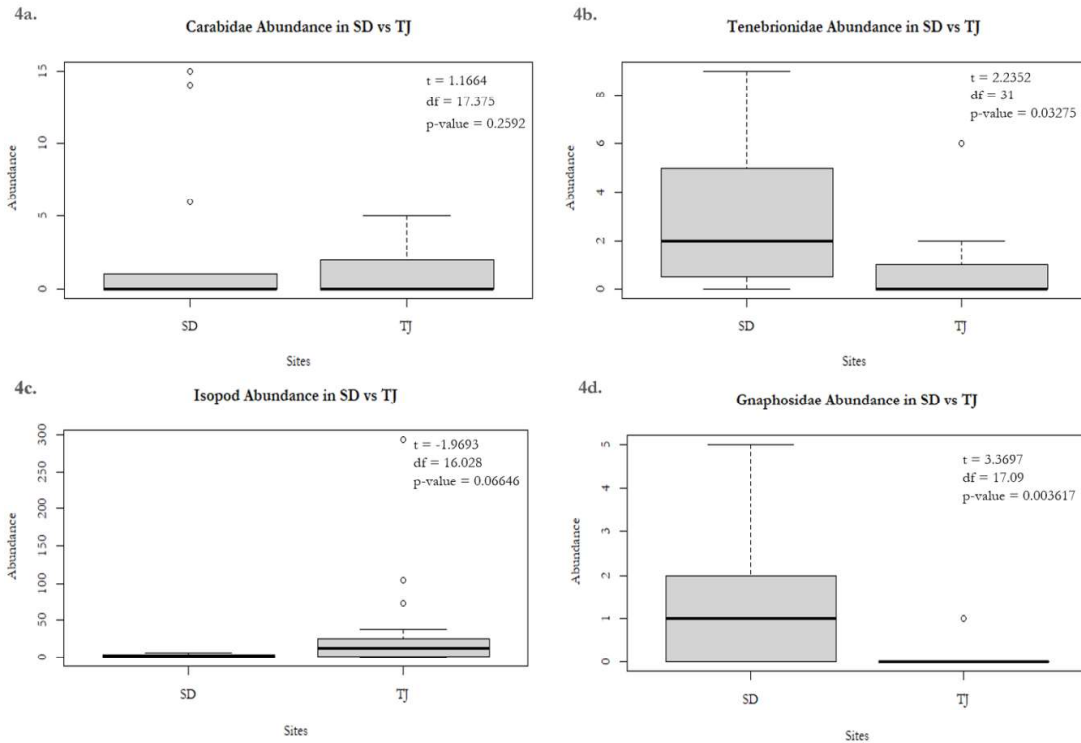 4a.
Carabidae Abundance in SD vs TJ
t = 1.1664
df = 17.375
p-value = 0.2592
Abundance
15
10
5
0
SD
TJ
Sites
4b.
Tenebrionidae Abundance in SD vs TJ
t = 2.2352
df = 31
p-value = 0.03275
Abundance
8
6
4
2
0
SD
TJ
Sites
4c.
Isopod Abundance in SD vs TJ
t = -1.9693
df = 16.028
p-value = 0.06646
Abundance
300
250
200
150
100
50
0
SD
TJ
Sites
4d.
Gnaphosidae Abundance in SD vs TJ
t = 3.3697
df = 17.09
p-value = 0.003617
Abundance
5
4
3
2
1
0
SD
TJ
Sites